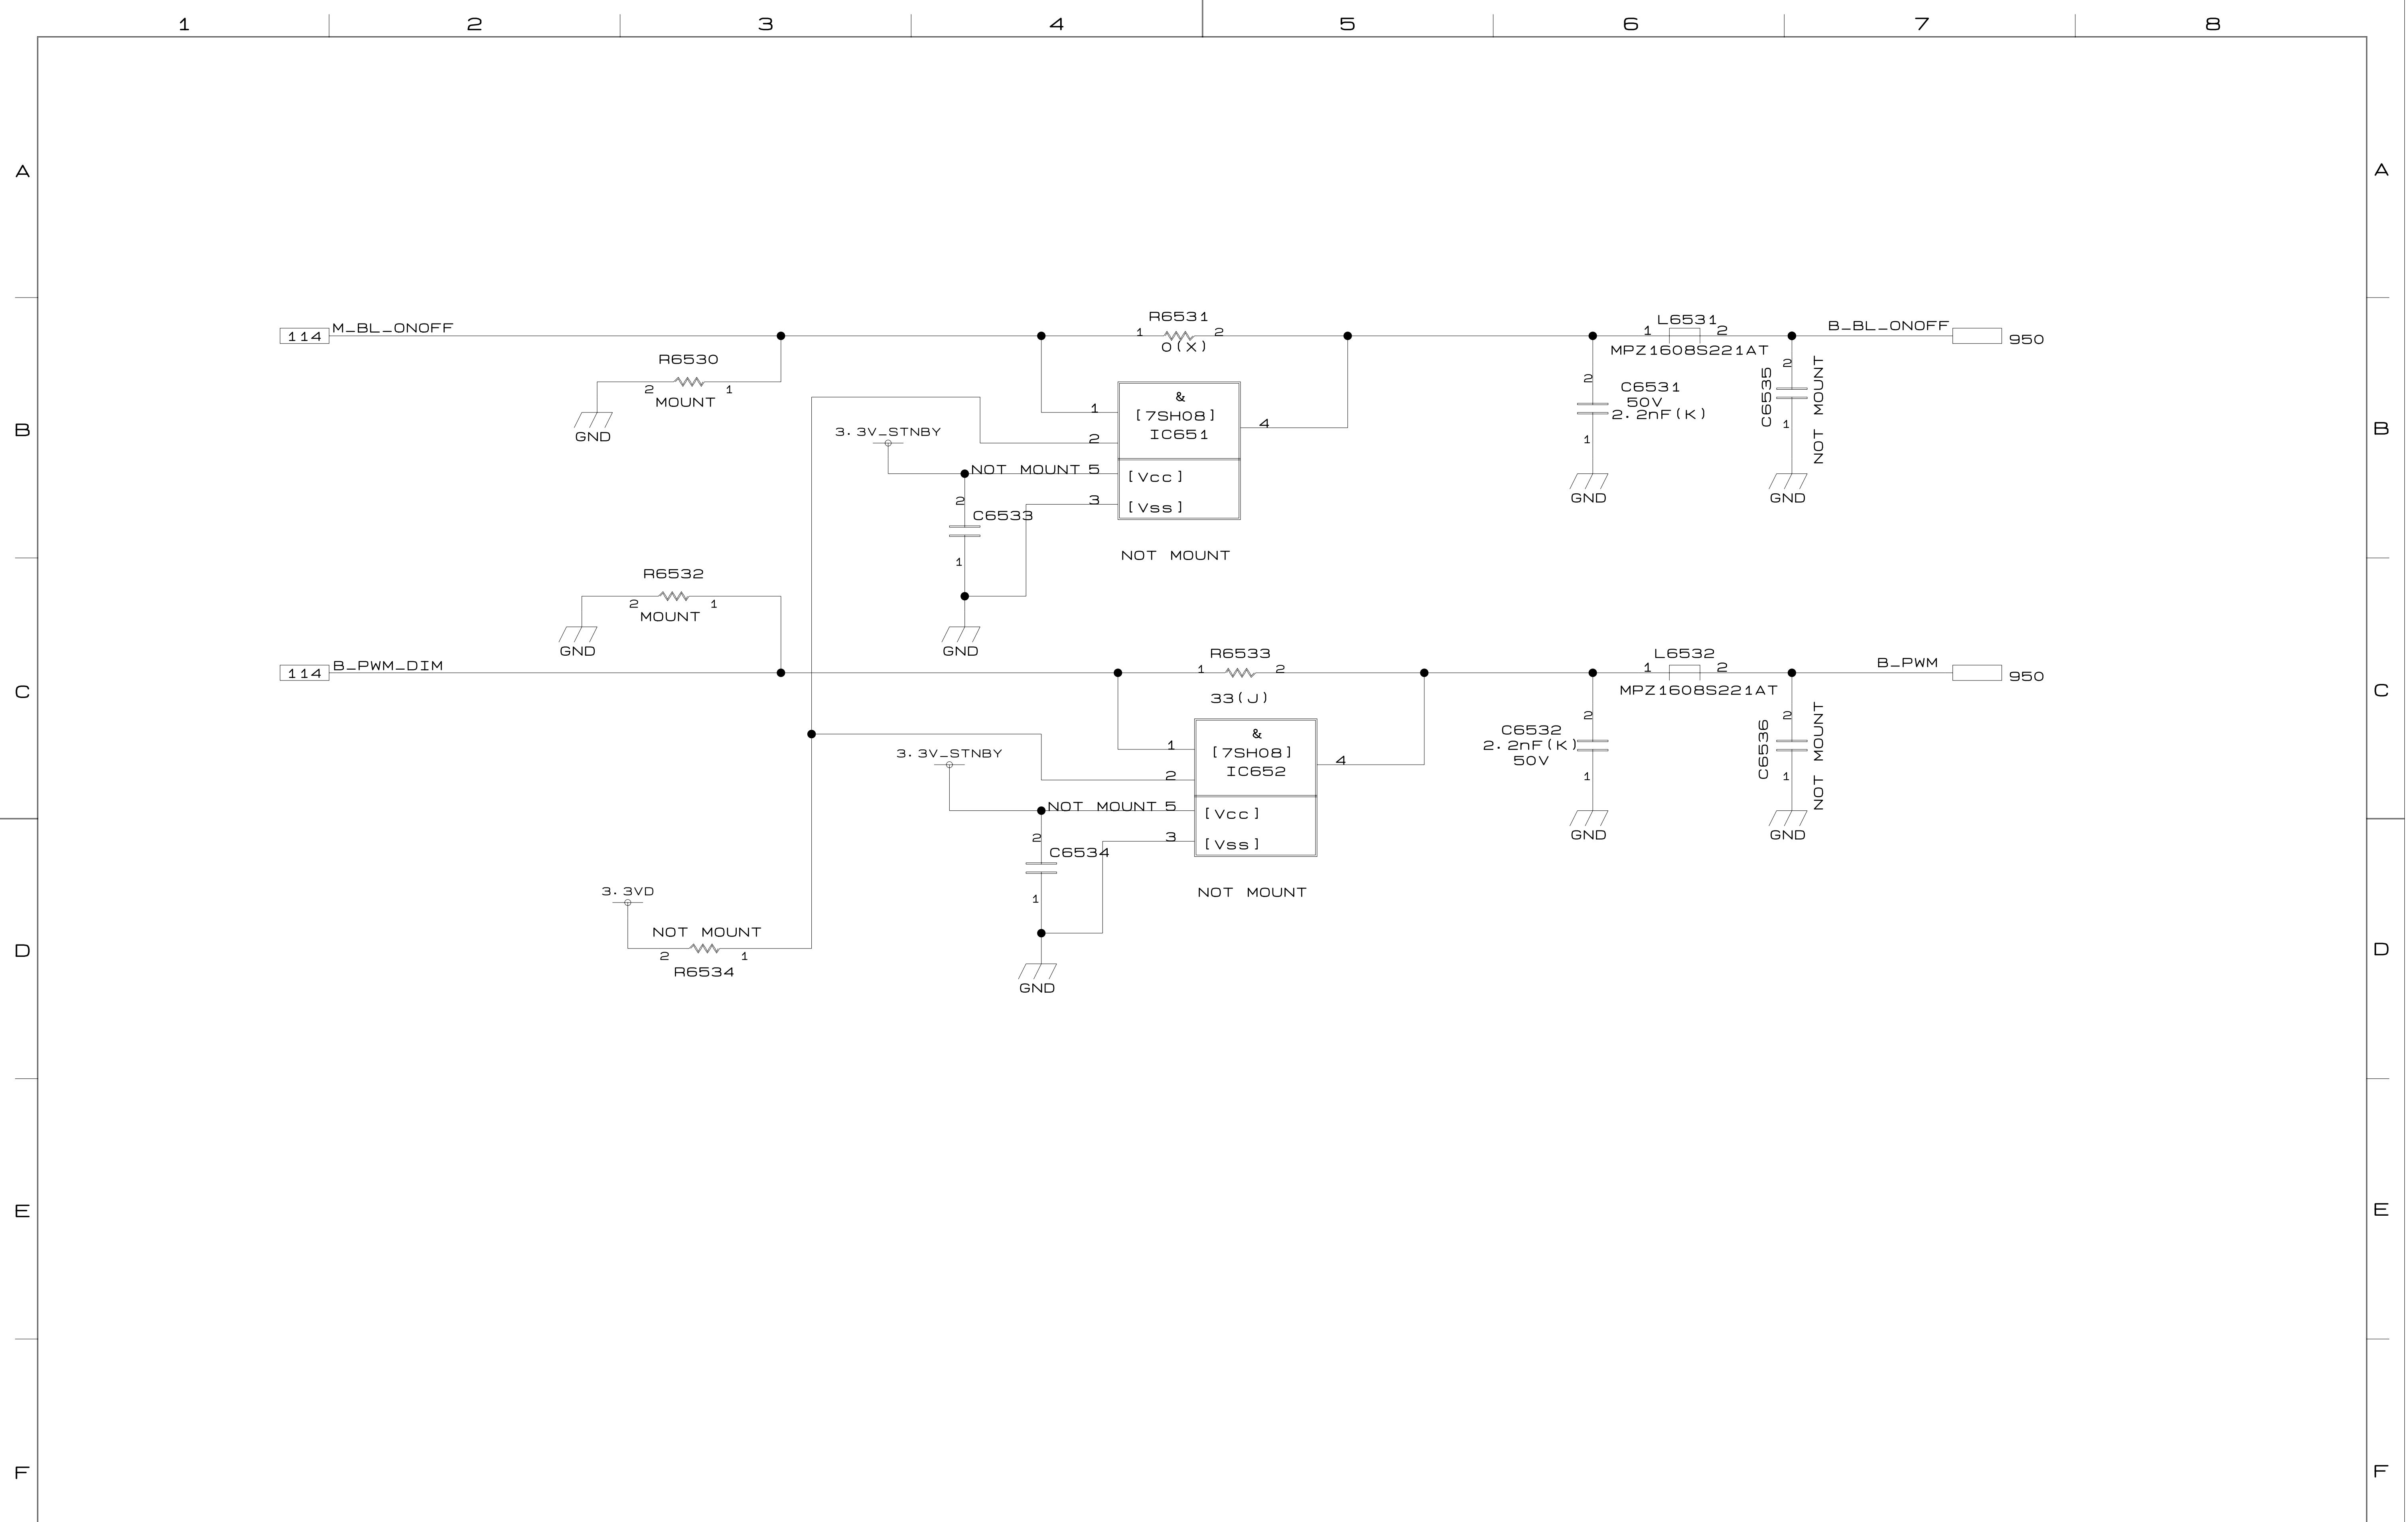 1 2 3 4 5 6 7 8
A A
R6531
M_BL_ONOFF
L6531
B_BL_ONOFF
114
1 2
1 2
950
0(X)
MPZ1608S221AT
R6530
2 1
MOUNT
GND
&
[7SH08]
IC651
1
2
4
3.3V_STNBY
NOT MOUNT 5
[Vcc]
3
[Vss]
2
C6533
1
NOT MOUNT
GND
2
C6531
50V
2.2nF(K)
1
GND
2
C6535
NOT MOUNT
1
GND
B B
R6532
2 1
MOUNT
GND
R6533
B_PWM_DIM
L6532
B_PWM
114
1 2
1 2
950
33(J)
MPZ1608S221AT
C C
&
[7SH08]
IC652
1
2
4
3.3V_STNBY
NOT MOUNT 5
[Vcc]
3
[Vss]
2
C6534
1
NOT MOUNT
GND
2
C6532
2.2nF(K)
50V
1
GND
2
C6536
NOT MOUNT
1
GND
3.3VD
NOT MOUNT
2 1
R6534
D D
E E
F F